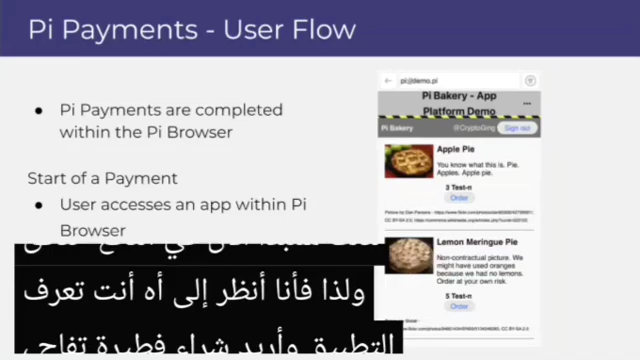 Pi Payments - User Flow
● Pi Payments are completed
within the Pi Browser
Start of a Payment
● User accesses an app within Pi
Browser
pi://demo.pi
Pi Bakery - App
Platform Demo
Pi Bakery @CryptoGing Sign out
Apple Pie
You know what this is. Pie.
Apples. Apple pie.
3 Test-π
Order
Lemon Meringue Pie
Non-contractual picture. We
might have used oranges
because we had no lemons.
Order at your own risk.
5 Test-π
Order
ولذا فأنا أنظر إلى أه أنت تعرف
التطبيق وأريد شراء فطيرة تفاح ،